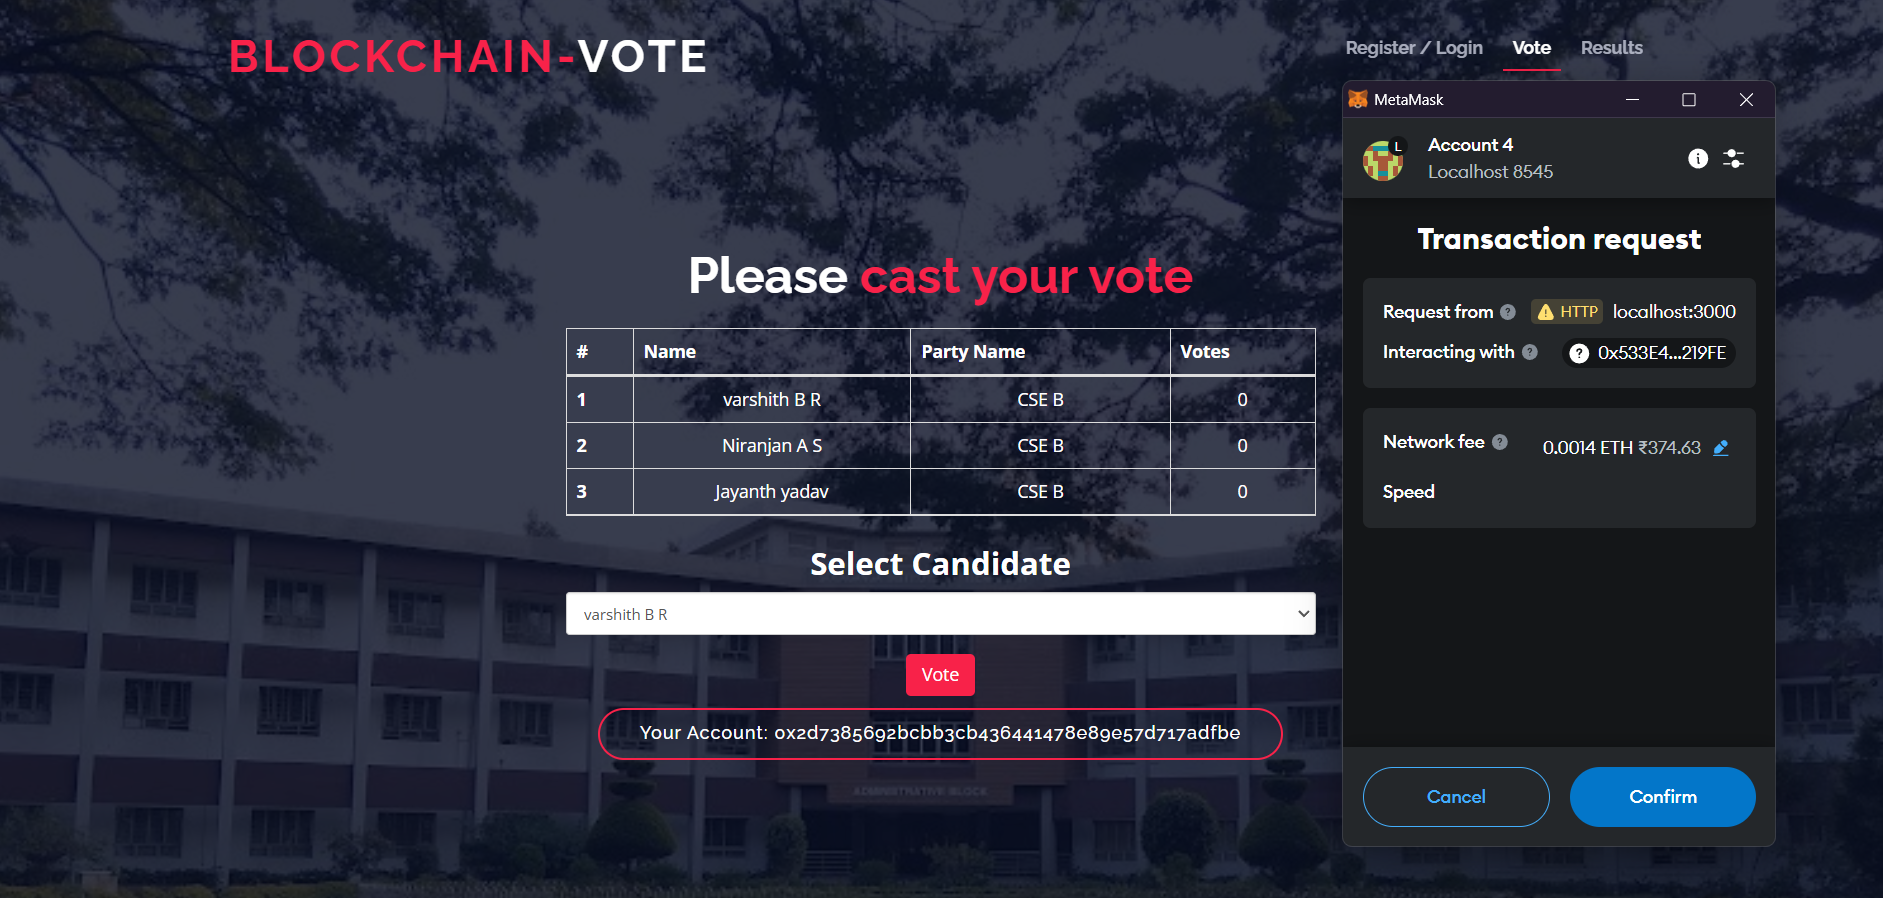 BLOCKCHAIN-VOTE
Register / Login Vote Results
Please cast your vote
# Name Party Name Votes
1 varshith B R CSE B 0
2 Niranjan A S CSE B 0
3 Jayanth yadav CSE B 0
Select Candidate
varshith B R
Vote
Your Account: 0x2d7385692bcbb3cb436441478e89e57d717adfbe
ADMINISTRATIVE BLOCK
MetaMask
L
Account 4
Localhost 8545
Transaction request
Request from HTTP localhost:3000
Interacting with 0x533E4...219FE
Network fee 0.0014 ETH ₹374.63
Speed
Cancel Confirm